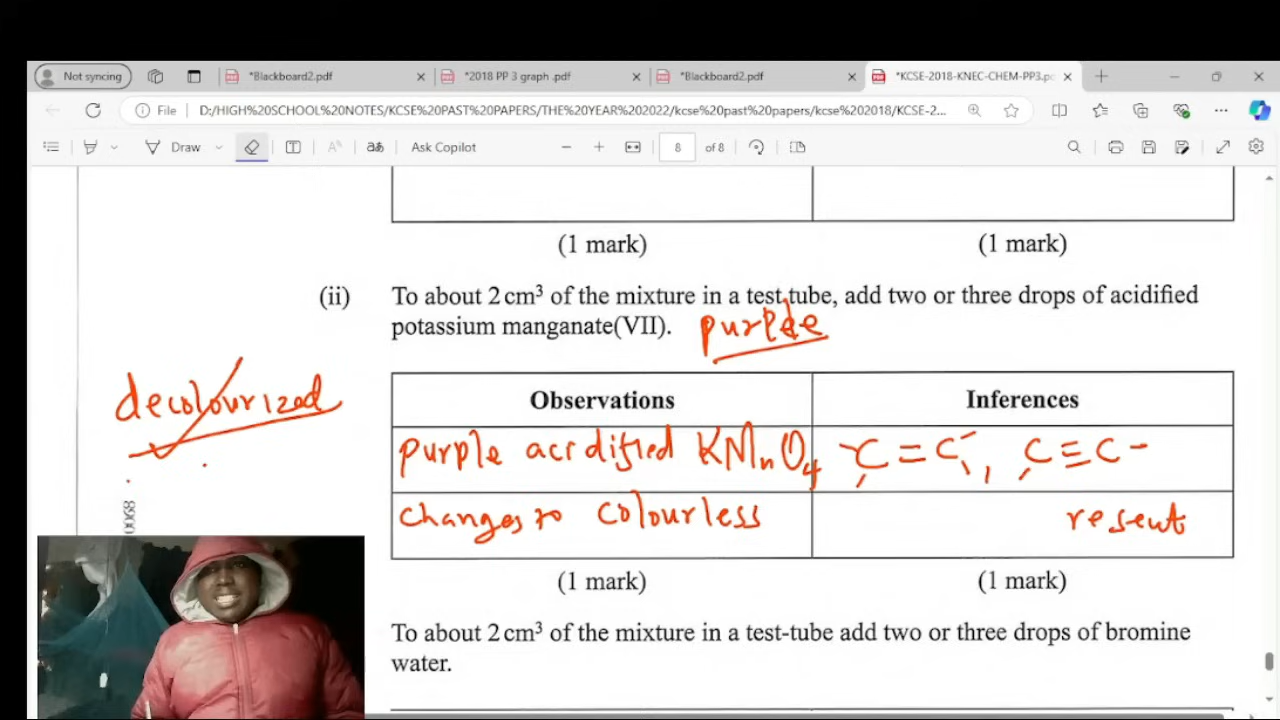 Not syncing
*Blackboard2.pdf
*2018 PP 3 graph .pdf
*Blackboard2.pdf
*KCSE-2018-KNEC-CHEM-PP3.pc
File
D:/HIGH%20SCHOOL%20NOTES/KCSE%20PAST%20PAPERS/THE%20YEAR%202022/kcse%20past%20papers/kcse%202018/KCSE-2...
Draw
Ask Copilot
8 of 8
(1 mark) (1 mark)
(ii) To about 2 cm³ of the mixture in a test tube, add two or three drops of acidified
potassium manganate(VII). purple
decolourized
Observations Inferences
purple acidified KMnO4 C=C, C≡C-
changes to colourless resent
0068
(1 mark) (1 mark)
To about 2 cm³ of the mixture in a test-tube add two or three drops of bromine
water.